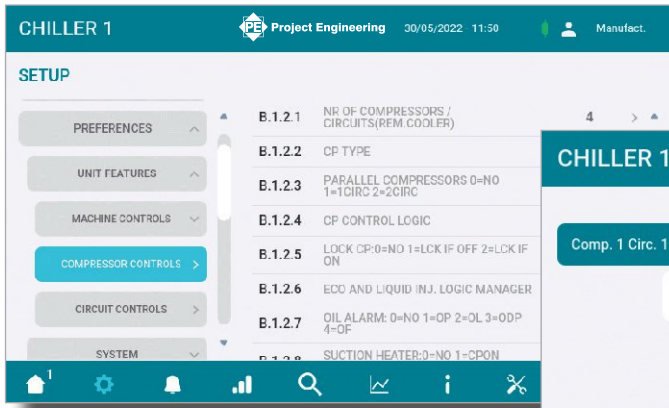 CHILLER 1
PE Project Engineering
30/05/2022 11:50
Manufact.
SETUP
PREFERENCES
UNIT FEATURES
MACHINE CONTROLS
COMPRESSOR CONTROLS
CIRCUIT CONTROLS
SYSTEM
B.1.2.1 NR OF COMPRESSORS /
CIRCUITS(REM.COOLER) 4
B.1.2.2 CP TYPE
B.1.2.3 PARALLEL COMPRESSORS 0=NO
1=1CIRC 2=2CIRC
B.1.2.4 CP CONTROL LOGIC
B.1.2.5 LOCK CP:0=NO 1=LCK IF OFF 2=LCK IF
ON
B.1.2.6 ECO AND LIQUID INJ. LOGIC MANAGER
B.1.2.7 OIL ALARM: 0=NO 1=OP 2=OL 3=ODP
4=OF
B.1.2.8 SUCTION HEATER:0=NO 1=CPON
1
CHILLER 1
Comp. 1 Circ. 1